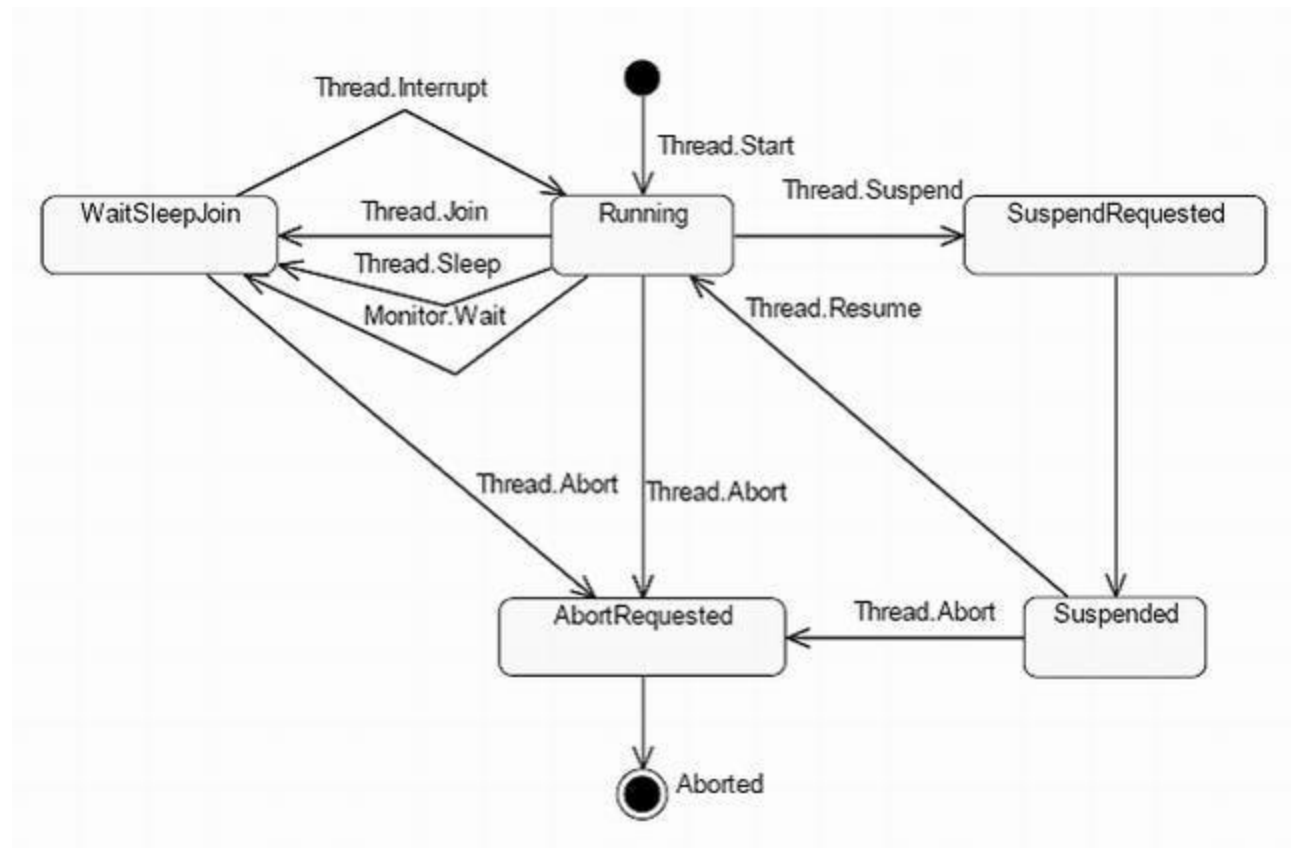 Thread.Interrupt
Thread.Start
Thread.Suspend
WaitSleepJoin
Thread.Join
Running
SuspendRequested
Thread.Sleep
Monitor.Wait
Thread.Resume
Thread.Abort
Thread.Abort
AbortRequested
Thread.Abort
Suspended
Aborted